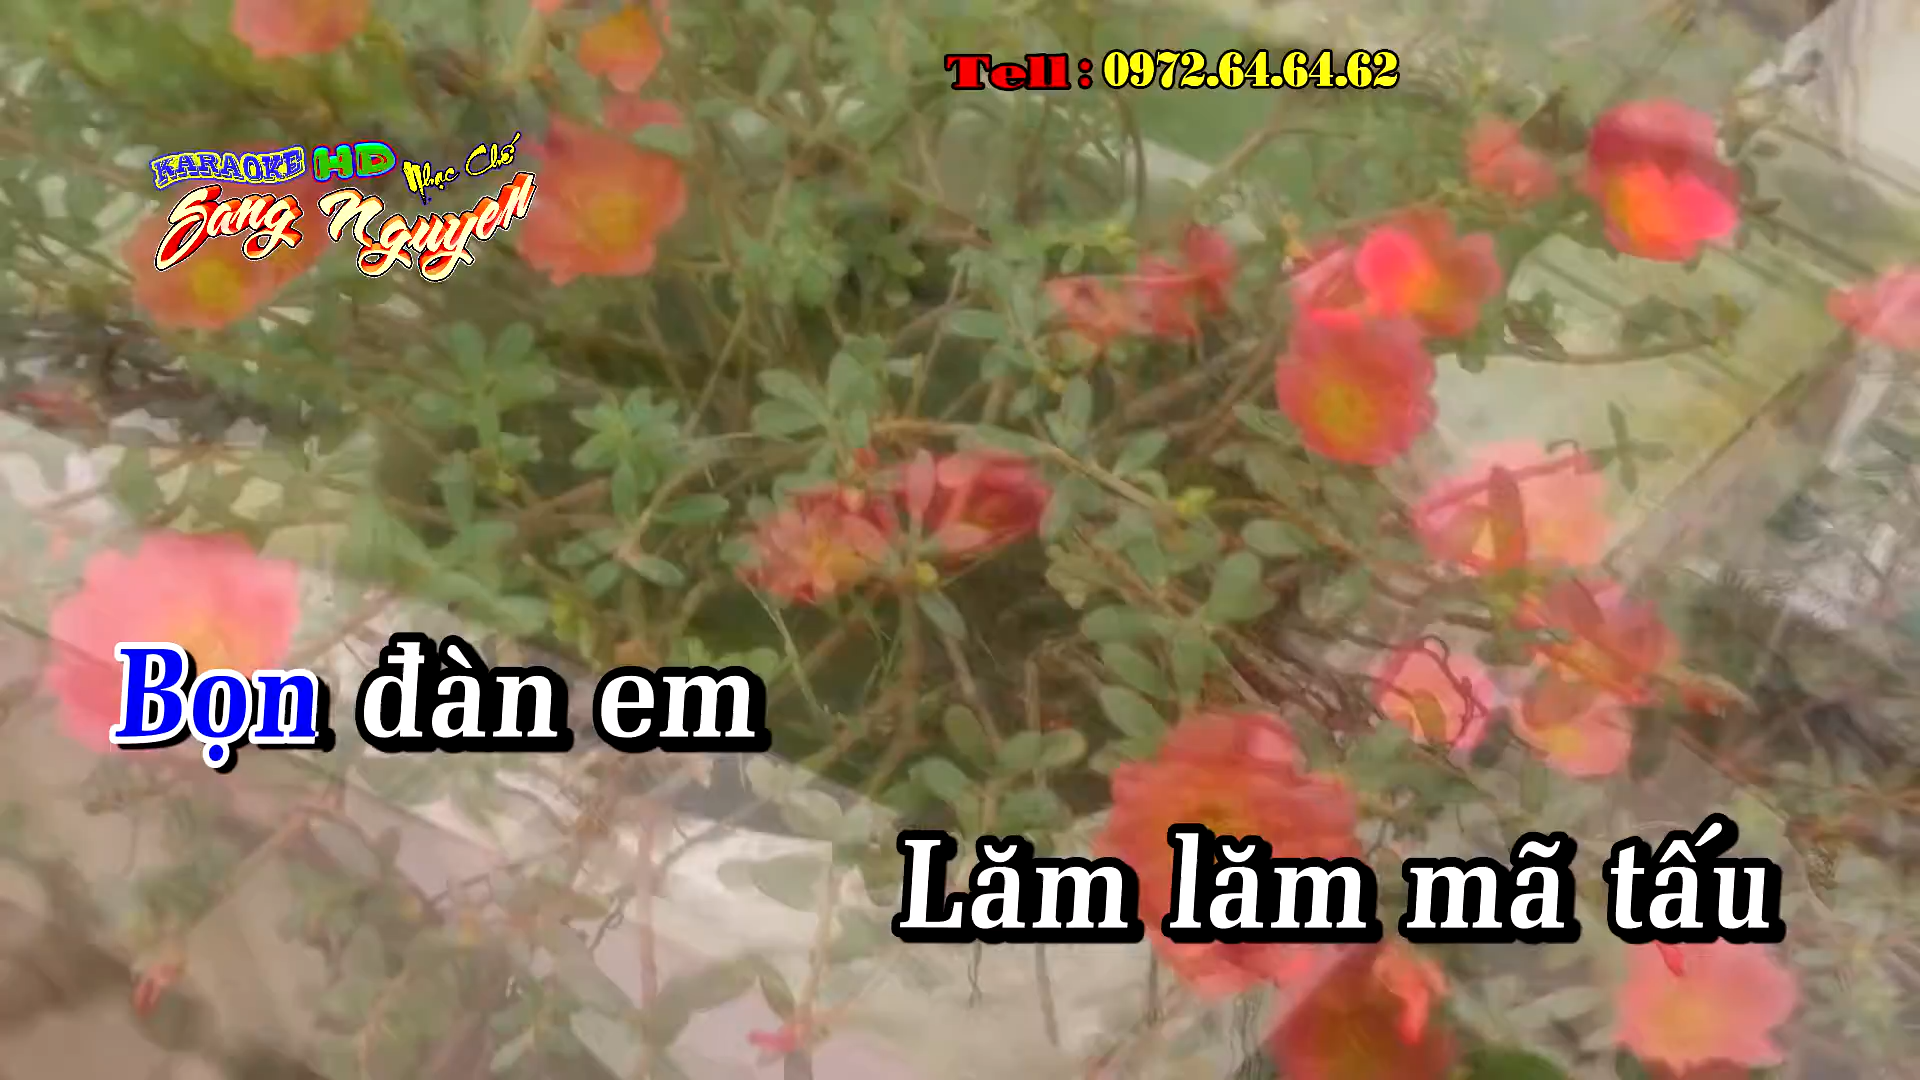 Tell : 0972.64.64.62
KARAOKE HD Nhạc Chế
Sang Nguyen
Bọn đàn em
Lăm lăm mã tấu